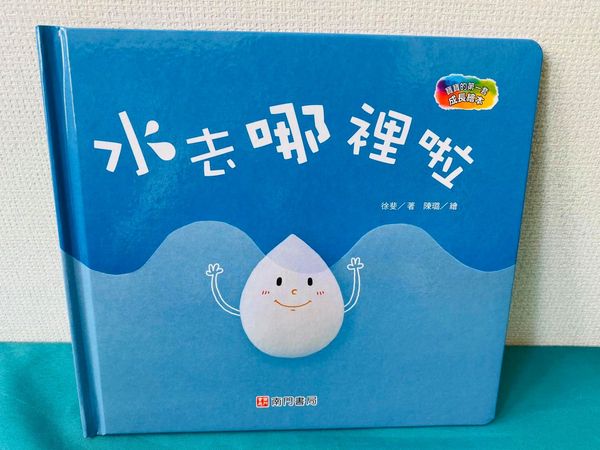 寶寶的第一套
成長繪本
水去哪裡啦
徐斐／著 陳璐／繪
南門書局